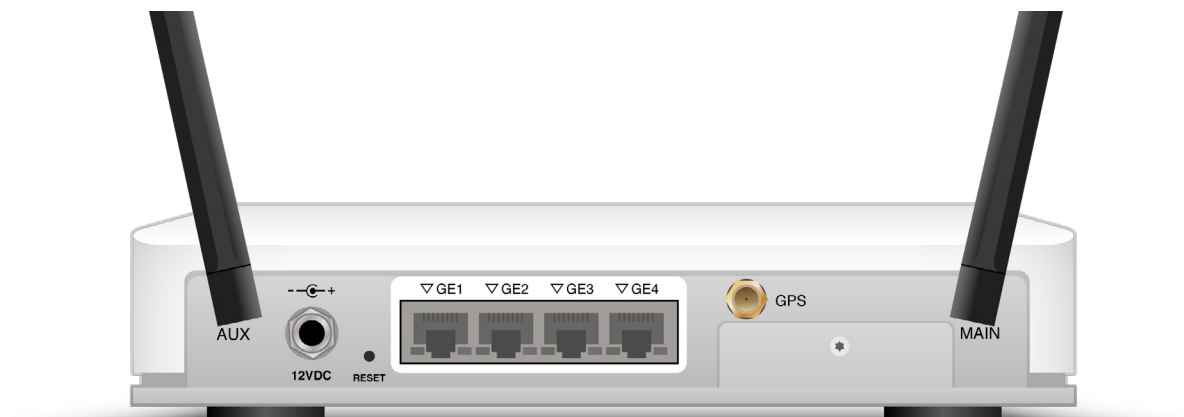 GE1 GE2 GE3 GE4
- +
GPS
AUX
MAIN
12VDC
RESET